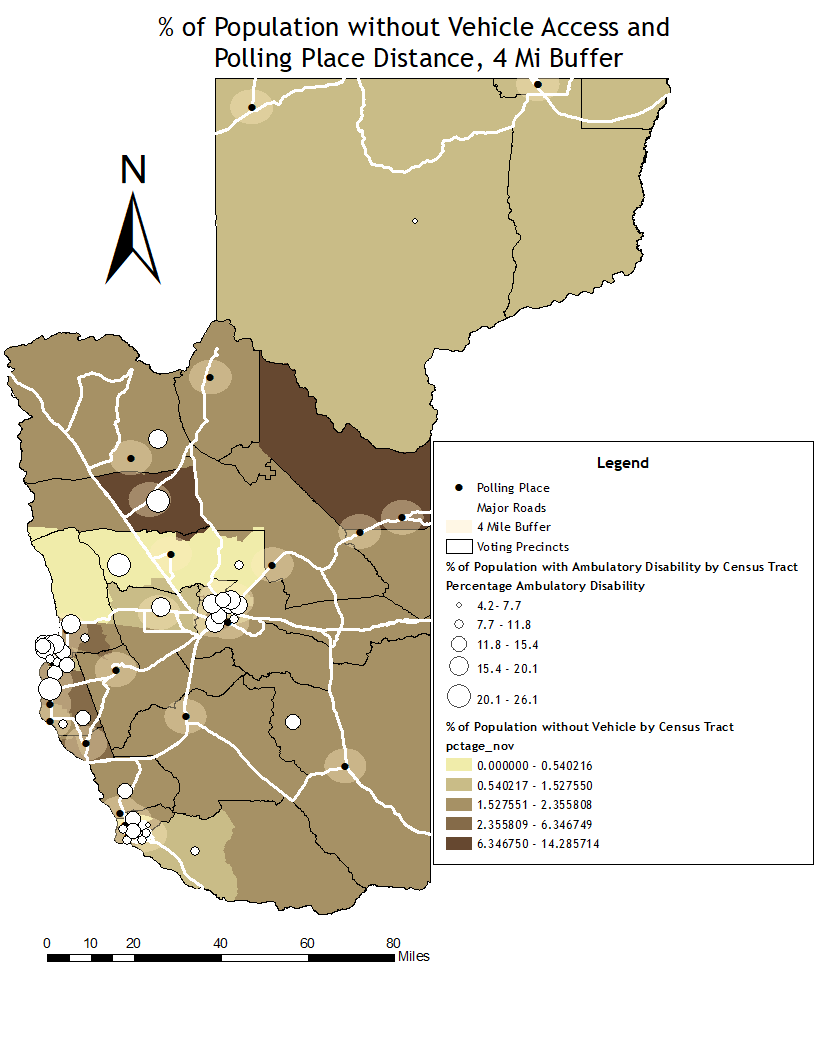 % of Population without Vehicle Access and
Polling Place Distance, 4 Mi Buffer
N
Legend
Polling Place
Major Roads
4 Mile Buffer
Voting Precincts
% of Population with Ambulatory Disability by Census Tract
Percentage Ambulatory Disability
4.2- 7.7
7.7 - 11.8
11.8 - 15.4
15.4 - 20.1
20.1 - 26.1
% of Population without Vehicle by Census Tract
pctage_nov
0.000000 - 0.540216
0.540217 - 1.527550
1.527551 - 2.355808
2.355809 - 6.346749
6.346750 - 14.285714
0 10 20 40 60 80
Miles